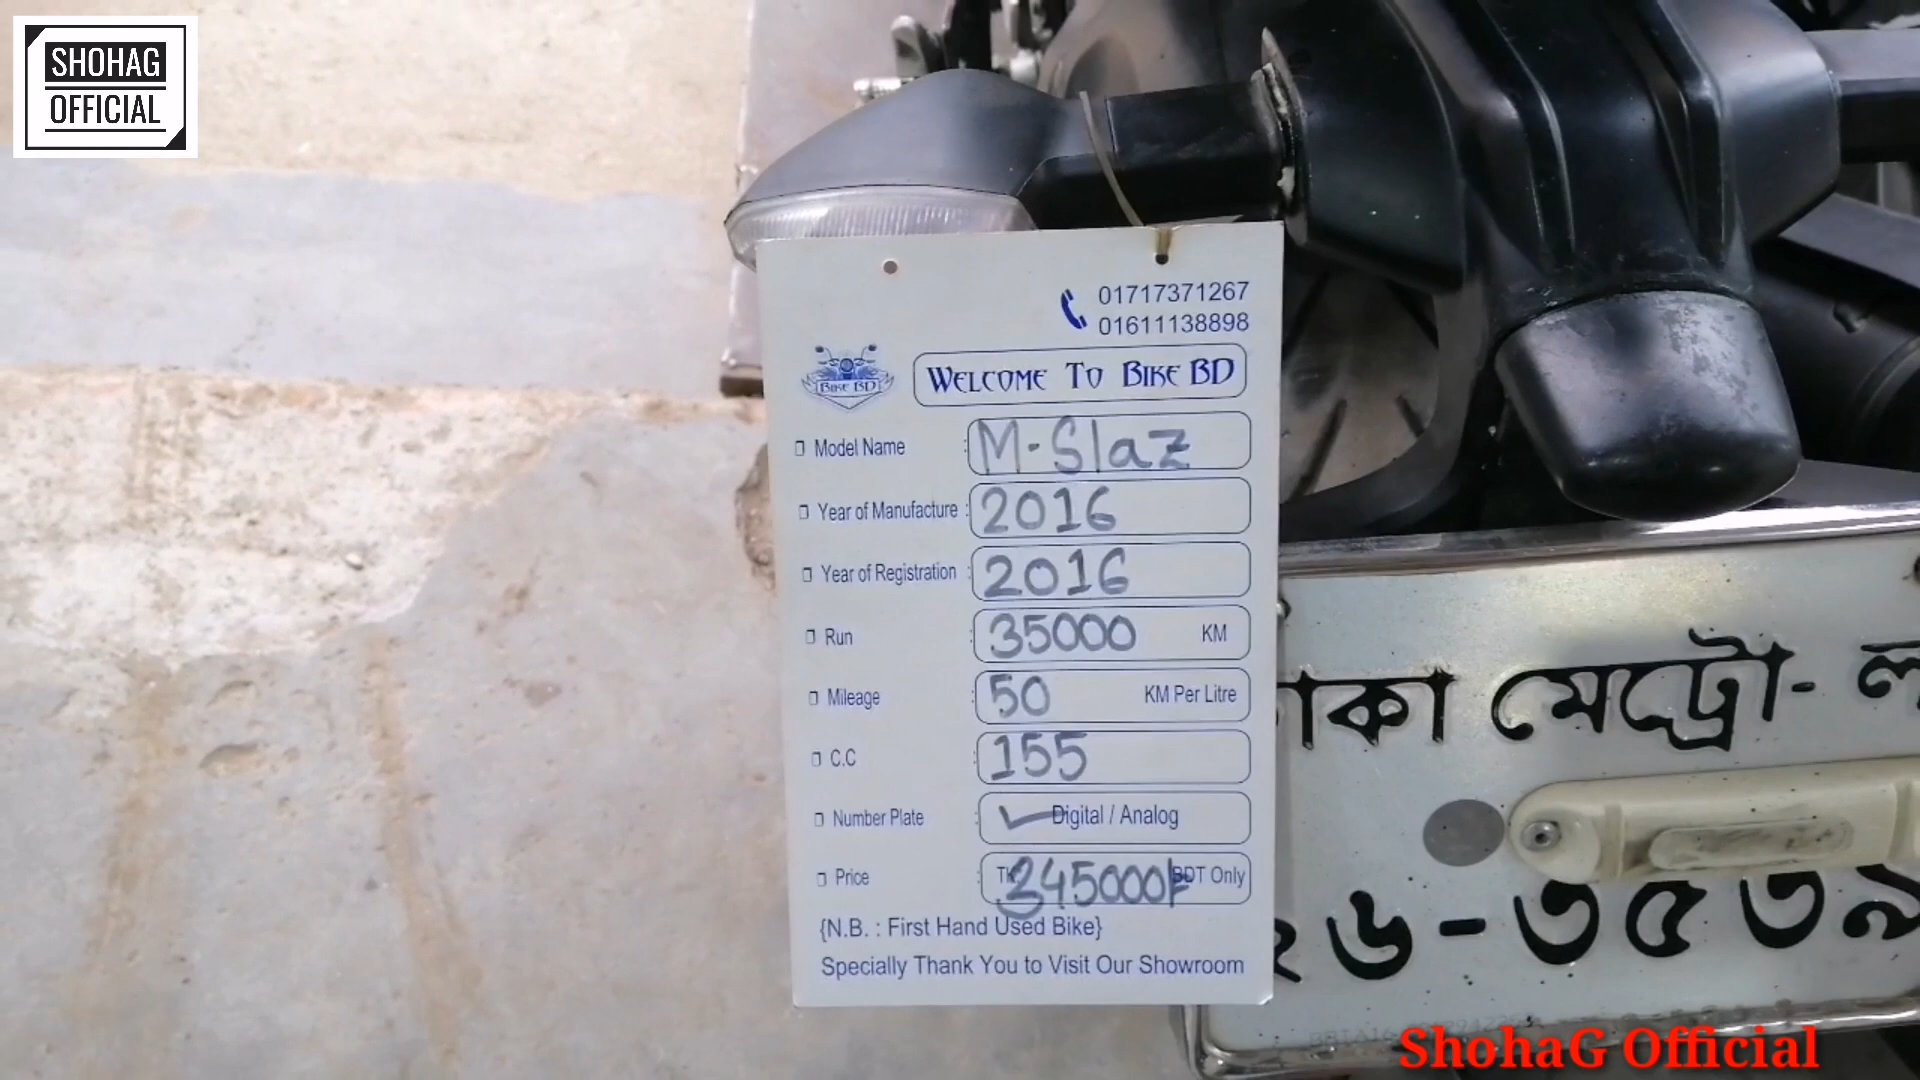 SHOHAG
OFFICIAL
01717371267
01611138898
BIKE BD
WELCOME TO BIKE BD
Model Name : M-Slaz
Year of Manufacture : 2016
Year of Registration : 2016
Run : 35000 KM
Mileage : 50 KM Per Litre
C.C : 155
Number Plate : Digital / Analog
Price : Tk 245000/- BDT Only
{N.B. : First Hand Used Bike}
Specially Thank You to Visit Our Showroom
াকা মেট্রো- ল
২৬-৩৫৩৯
ShohaG Official